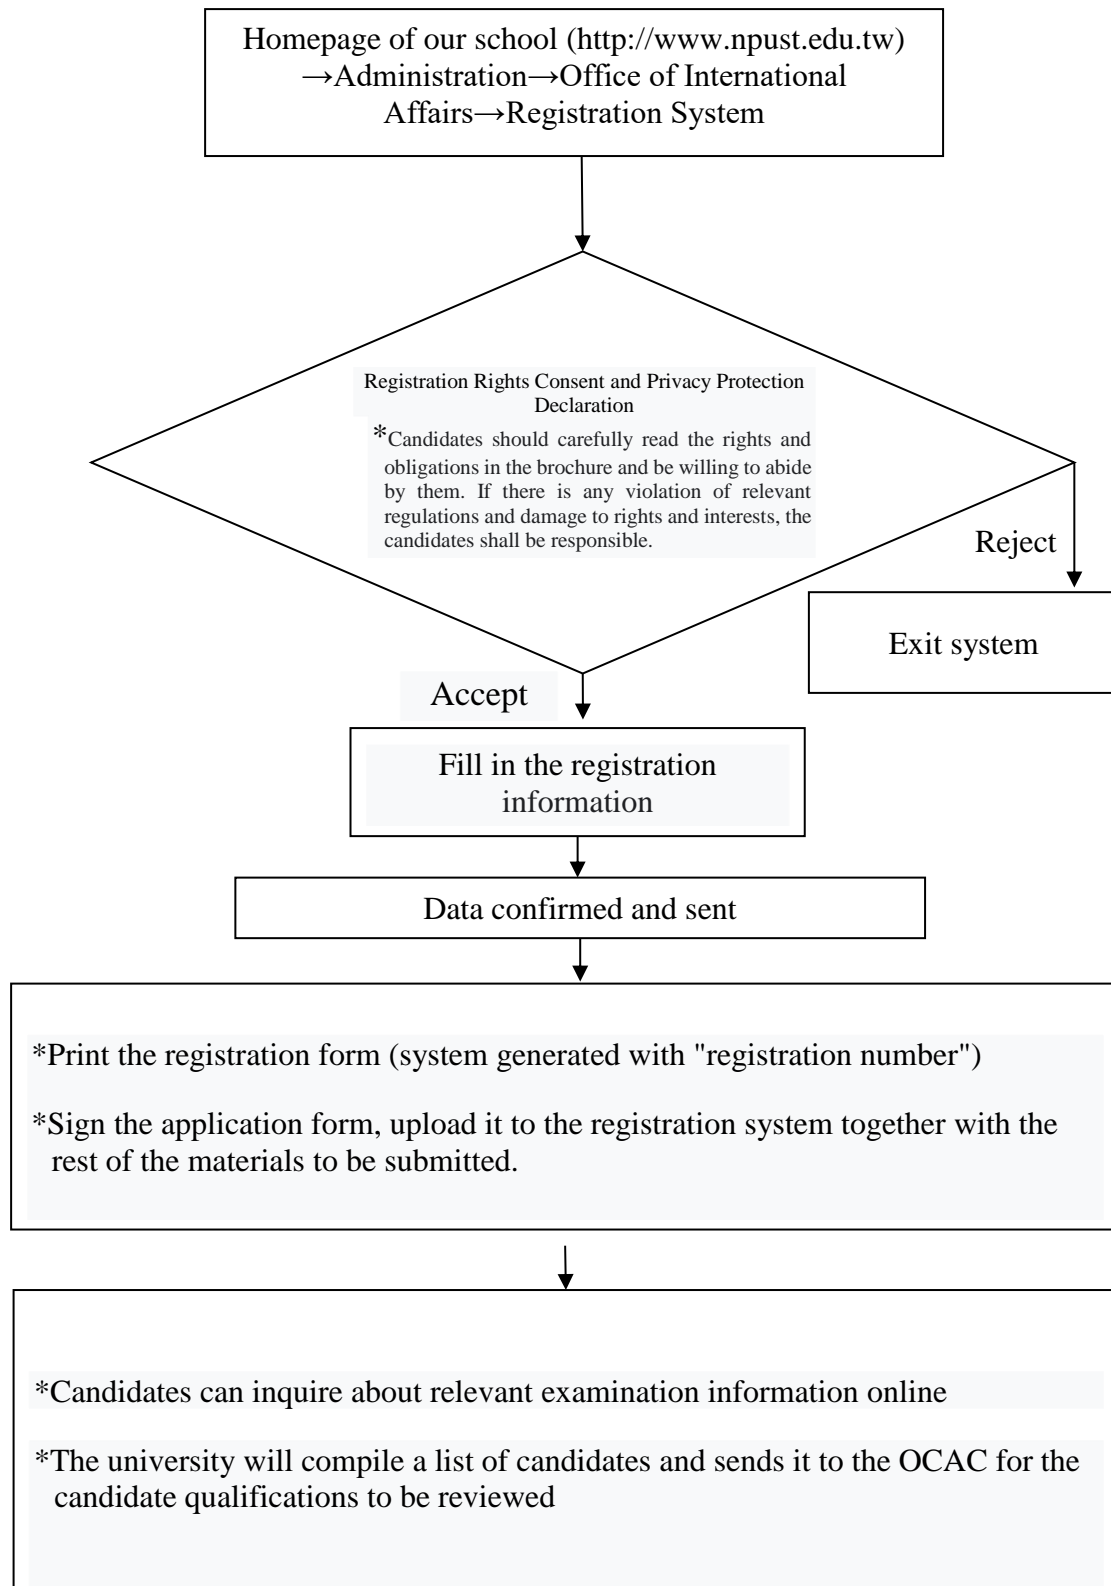 Homepage of our school (http://www.npust.edu.tw)
→Administration→Office of International
Affairs→Registration System
Registration Rights Consent and Privacy Protection
Declaration
*Candidates should carefully read the rights and
obligations in the brochure and be willing to abide
by them. If there is any violation of relevant
regulations and damage to rights and interests, the
candidates shall be responsible.
Reject
Exit system
Accept
Fill in the registration
information
Data confirmed and sent
*Print the registration form (system generated with "registration number")
*Sign the application form, upload it to the registration system together with the
rest of the materials to be submitted.
*Candidates can inquire about relevant examination information online
*The university will compile a list of candidates and sends it to the OCAC for the
candidate qualifications to be reviewed